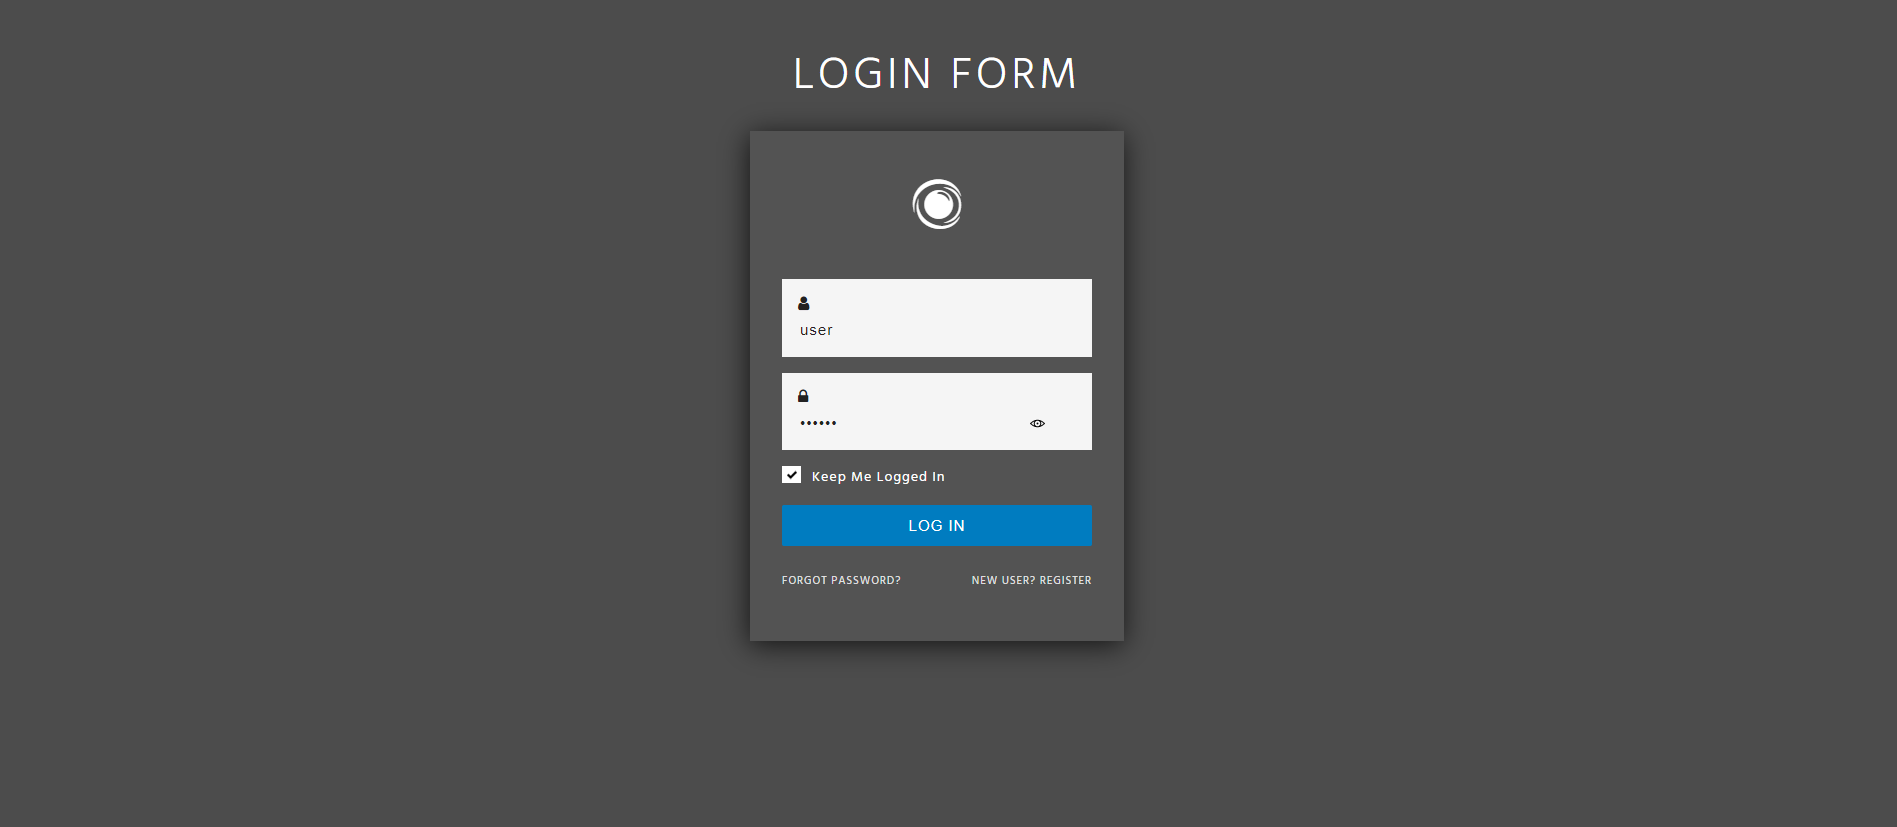 LOGIN FORM
user
••••••
Keep Me Logged In
LOG IN
FORGOT PASSWORD?
NEW USER? REGISTER